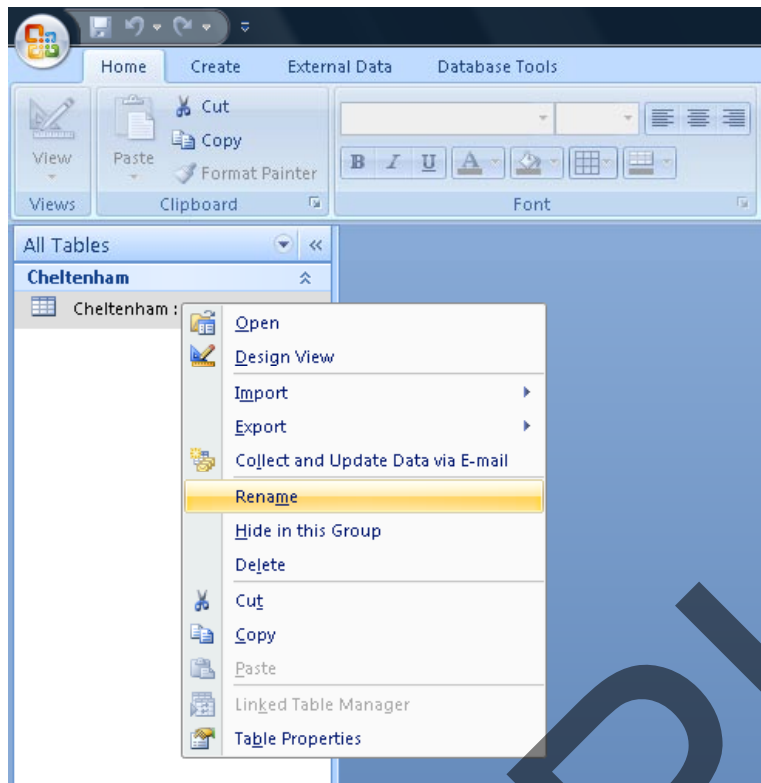 Home Create External Data Database Tools
View
Views
Paste
Cut
Copy
Format Painter
Clipboard
B I U A
Font
All Tables
Cheltenham
Cheltenham :
Open
Design View
Import
Export
Collect and Update Data via E-mail
Rename
Hide in this Group
Delete
Cut
Copy
Paste
Linked Table Manager
Table Properties